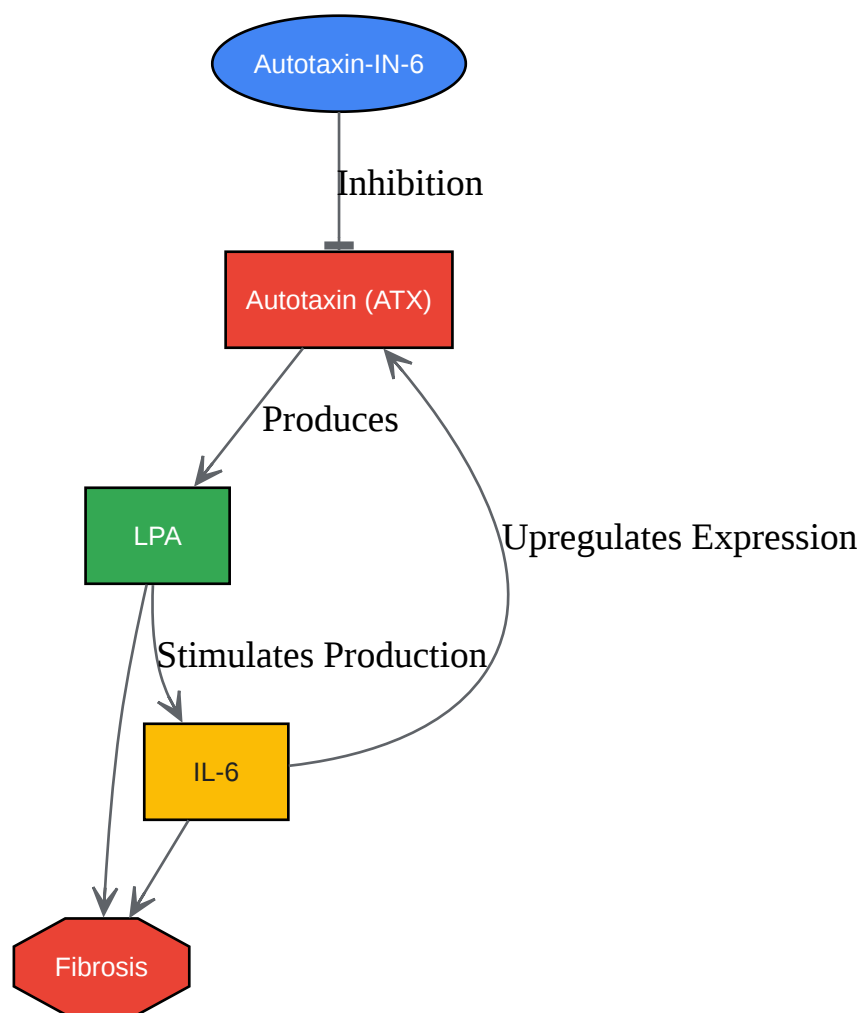 Autotaxin-IN-6
Inhibition
Autotaxin (ATX)
Produces
LPA
Upregulates Expression
Stimulates Production
IL-6
Fibrosis